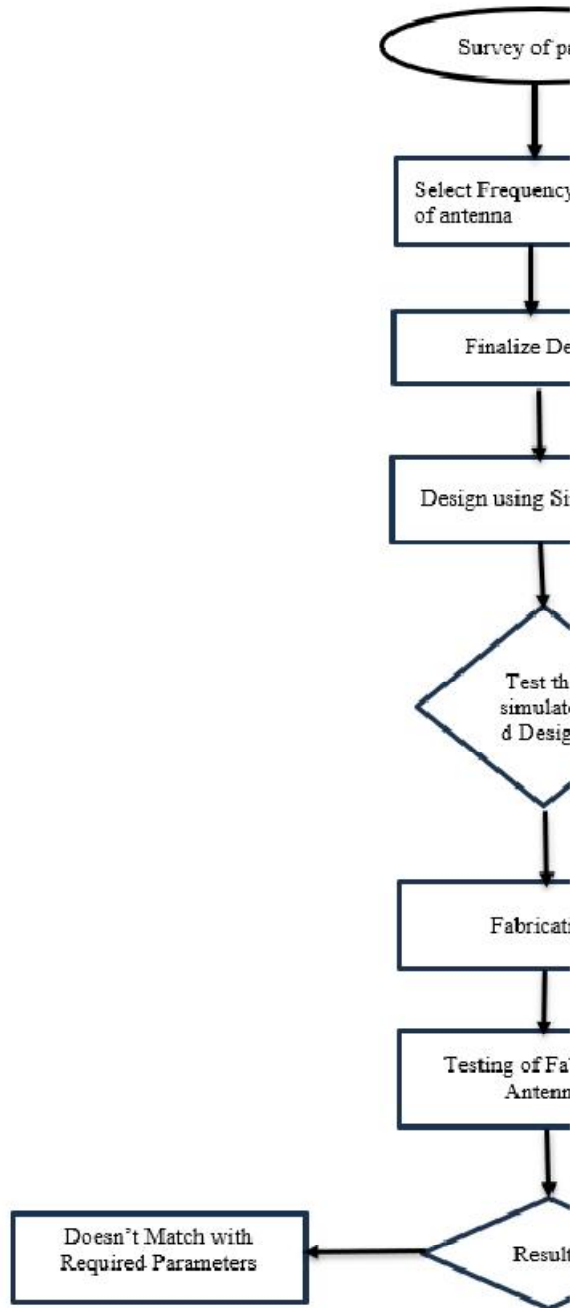 Survey of pa
Select Frequency
of antenna
Finalize De
Design using Si
Test th
simulate
d Desig
Fabricati
Testing of Fa
Antenn
Doesn't Match with
Required Parameters
Result